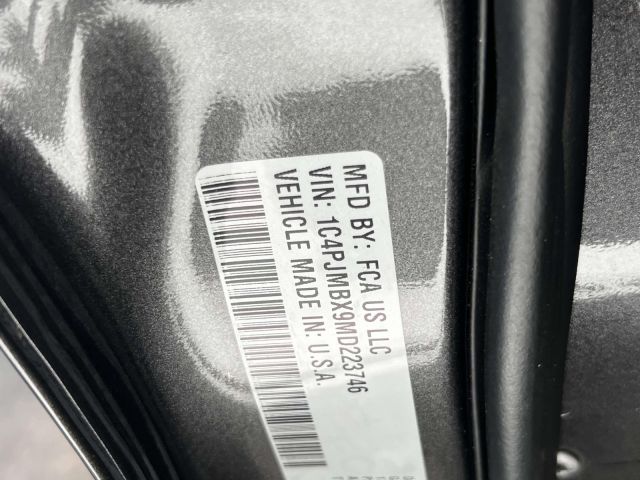 MFD BY: FCA US LLC
VIN: 1C4PJMBX9MD223746
VEHICLE MADE IN: U.S.A.